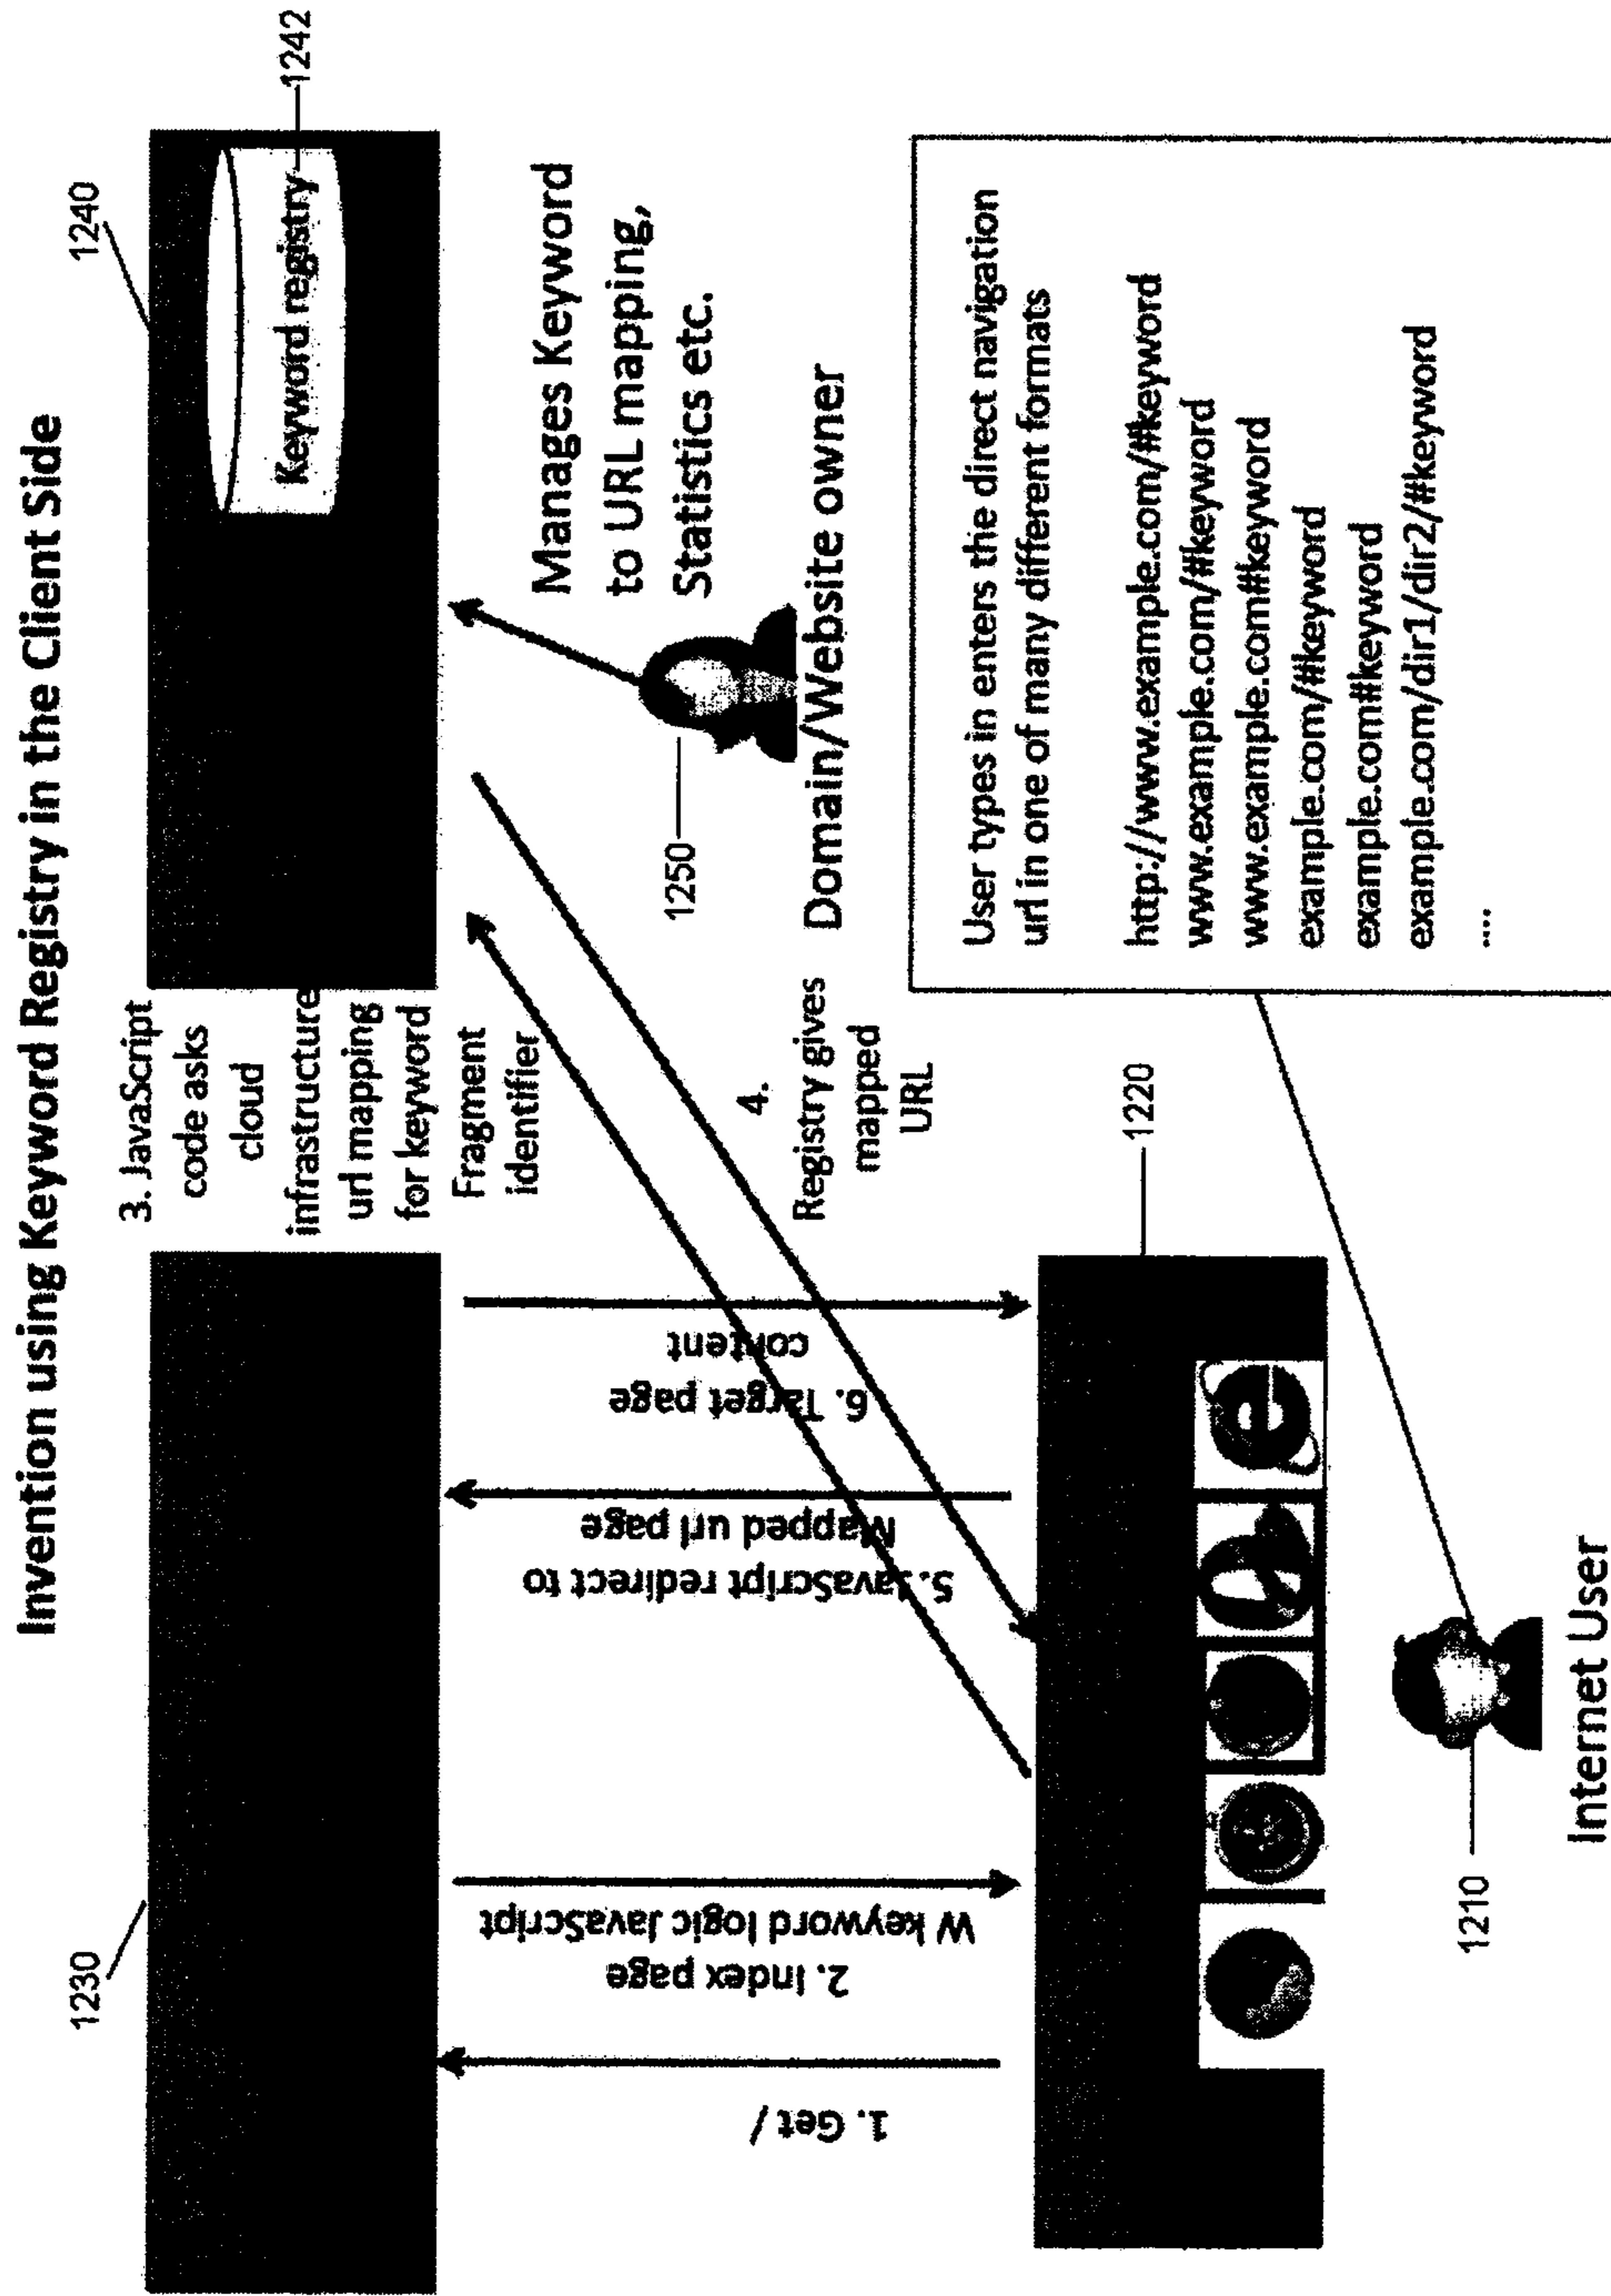 Invention using Keyword Registry in the Client Side
1230
1240
1242
Keyword registry
3. JavaScript
code asks
cloud
infrastructure
url mapping
for keyword
Fragment
identifier
4.
Registry gives
mapped
URL
Manages Keyword
to URL mapping,
Statistics etc.
1250
Domain/Website owner
1. Get /
2. Index page
W keyword logic JavaScript
5. JavaScript redirect to
Mapped url page
6. Target page
content
1220
1210
Internet User
User types in enters the direct navigation
url in one of many different formats
http://www.example.com/#keyword
www.example.com/#keyword
www.example.com#keyword
example.com/#keyword
example.com#keyword
example.com/dir1/dir2/#keyword
....